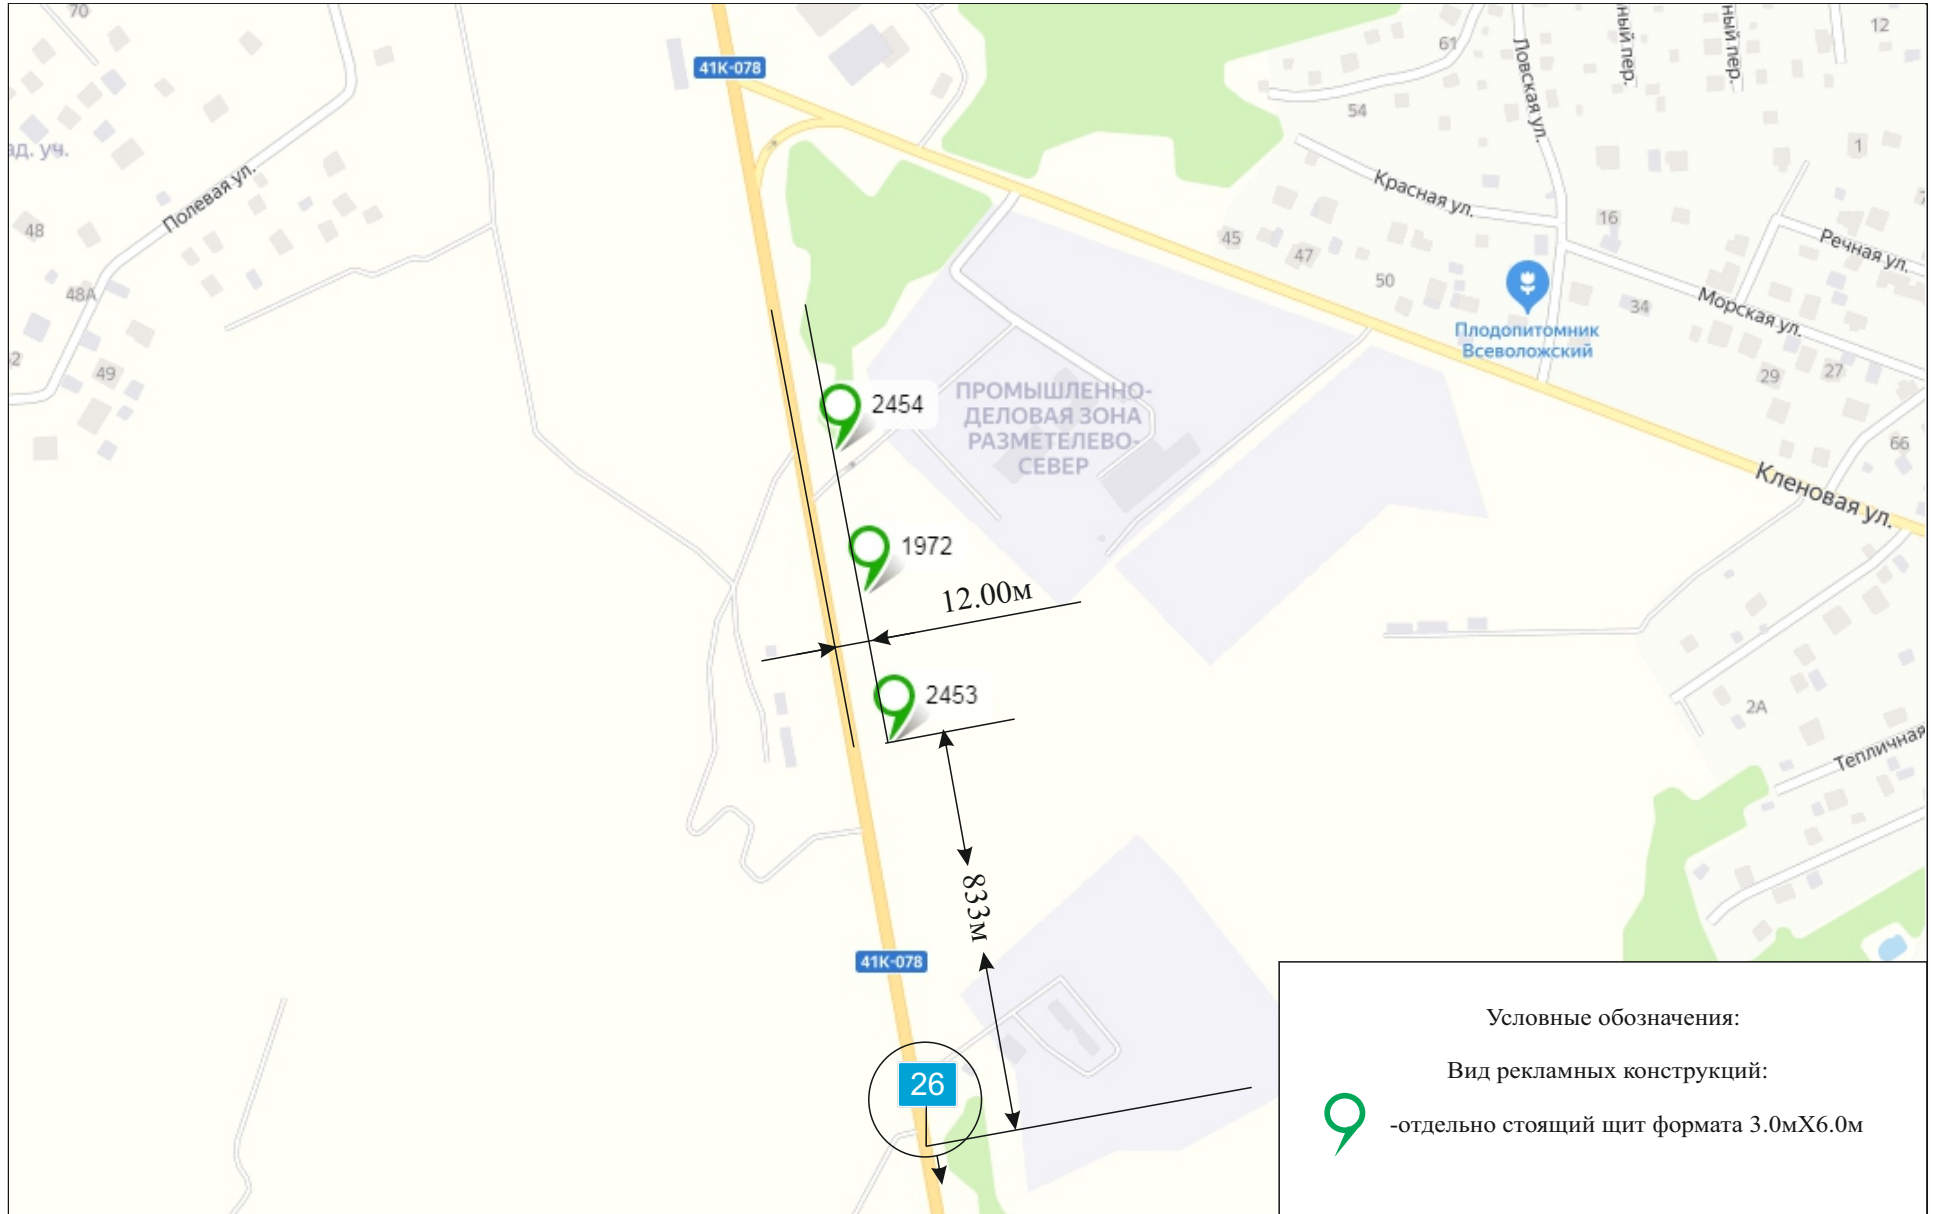 70
41К-078
61
Ловская ул.
12
54
1
ад. уч.
Полевая ул.
Красная ул.
16
48
45
47
50
Речная ул.
48А
34
Морская ул.
Плодопитомник
Всеволожский
49
29
27
2454
ПРОМЫШЛЕННО-
ДЕЛОВАЯ ЗОНА
РАЗМЕТЕЛЕВО-
СЕВЕР
66
Кленовая ул.
1972
12.00м
2453
2А
Тепличная
833м
41К-078
26
Условные обозначения:
Вид рекламных конструкций:
-отдельно стоящий щит формата 3.0мХ6.0м